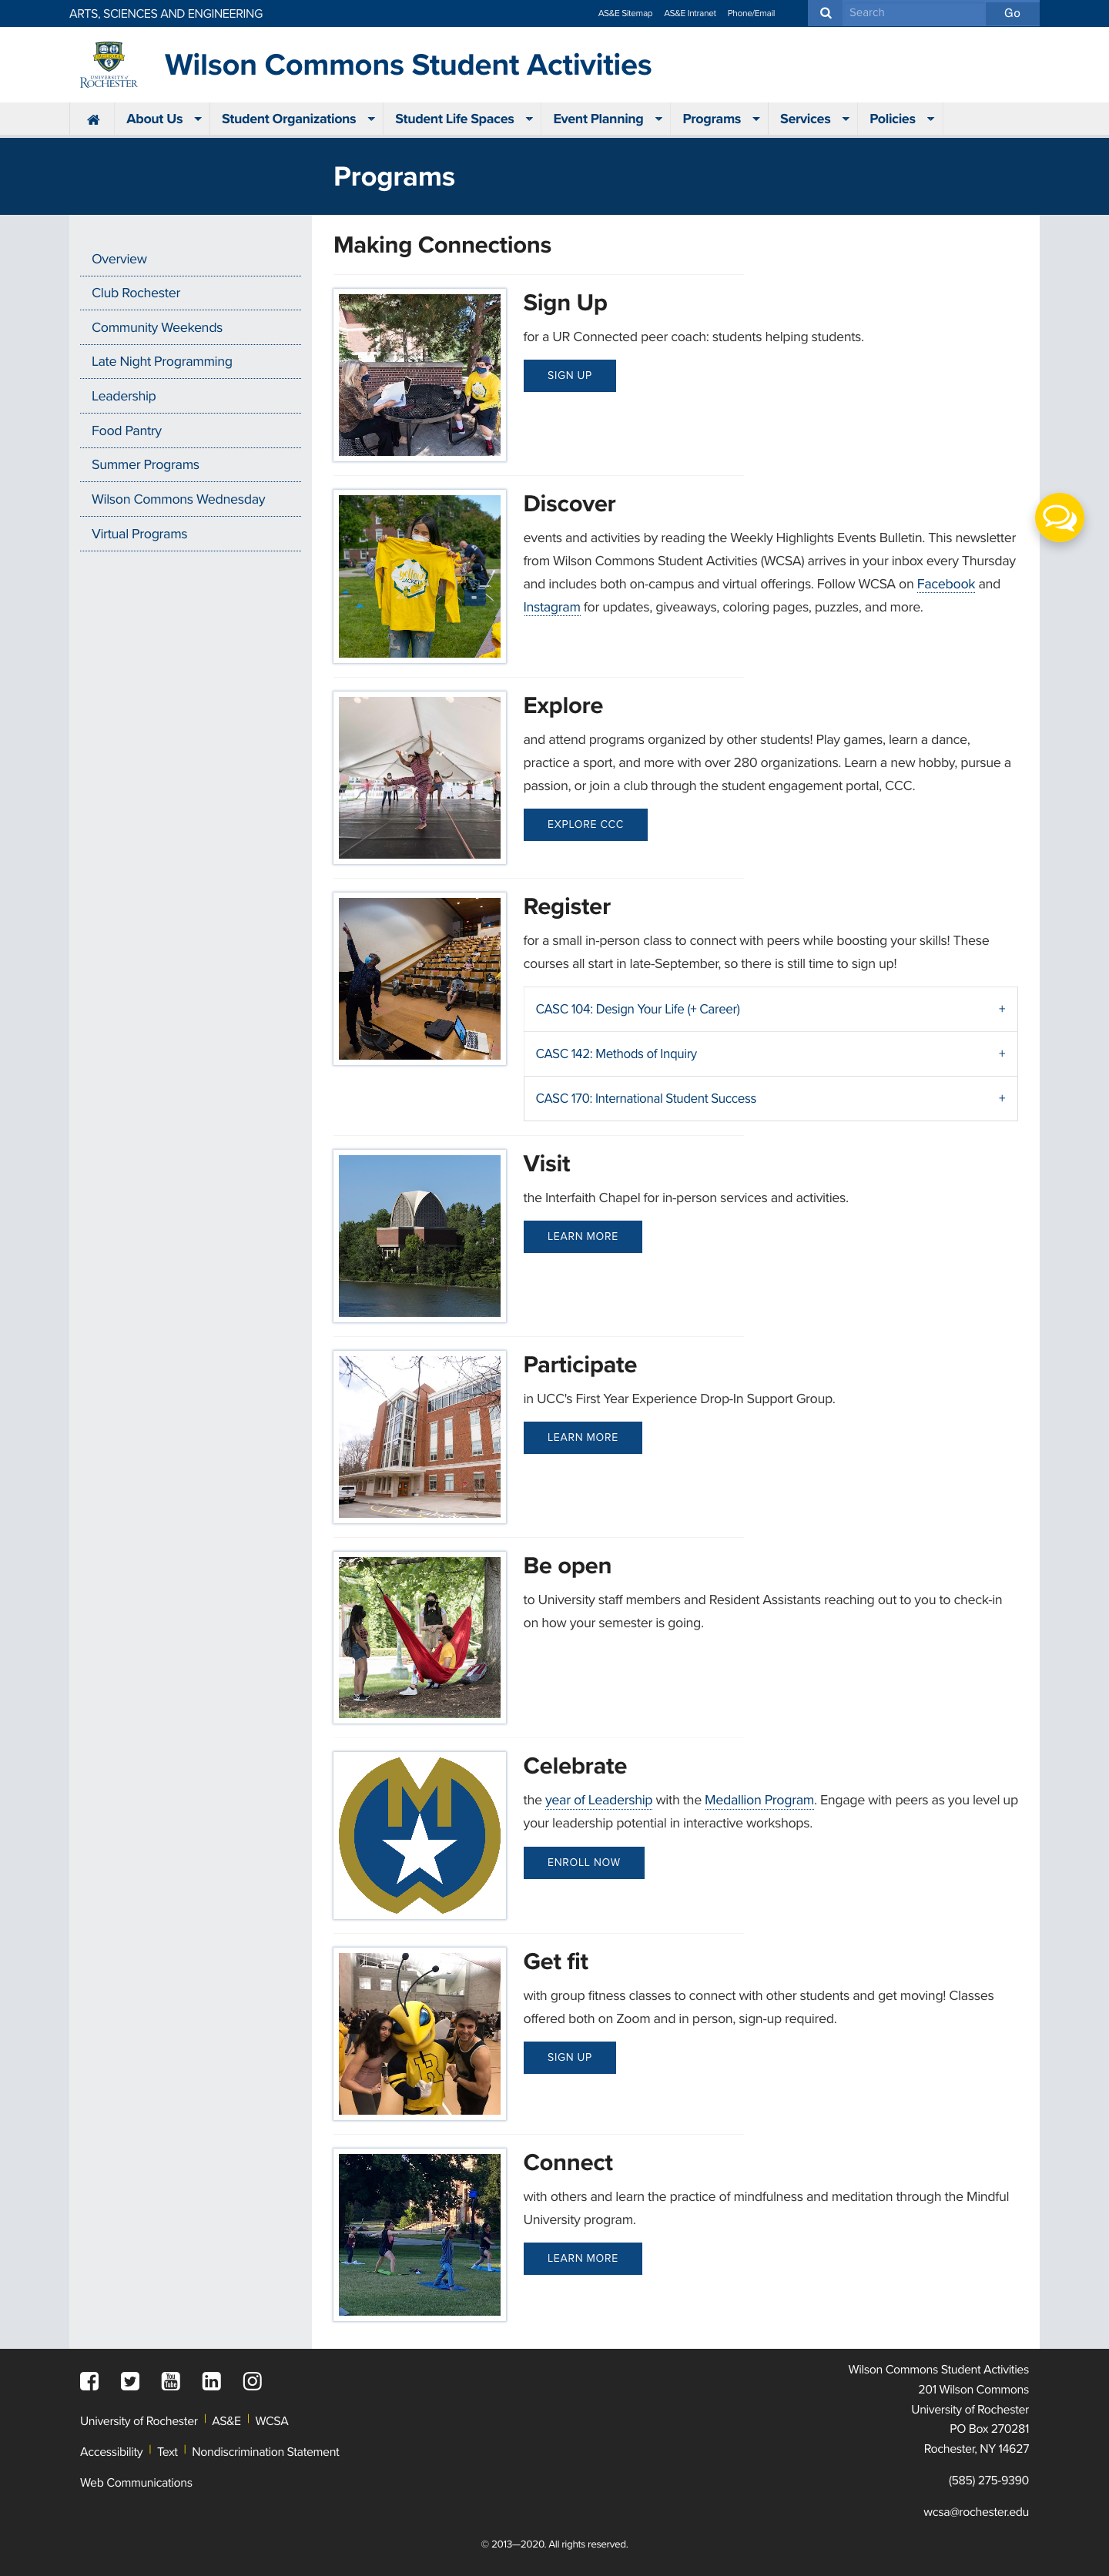 ARTS, SCIENCES AND ENGINEERING
AS&E Sitemap AS&E Intranet Phone/Email
Search Go
UNIVERSITY of
ROCHESTER
Wilson Commons Student Activities
About Us Student Organizations Student Life Spaces Event Planning Programs Services Policies
Programs
Overview
Club Rochester
Community Weekends
Late Night Programming
Leadership
Food Pantry
Summer Programs
Wilson Commons Wednesday
Virtual Programs
Making Connections
Sign Up
for a UR Connected peer coach: students helping students.
SIGN UP
Discover
events and activities by reading the Weekly Highlights Events Bulletin. This newsletter
from Wilson Commons Student Activities (WCSA) arrives in your inbox every Thursday
and includes both on-campus and virtual offerings. Follow WCSA on Facebook and
Instagram for updates, giveaways, coloring pages, puzzles, and more.
Explore
and attend programs organized by other students! Play games, learn a dance,
practice a sport, and more with over 280 organizations. Learn a new hobby, pursue a
passion, or join a club through the student engagement portal, CCC.
EXPLORE CCC
Register
for a small in-person class to connect with peers while boosting your skills! These
courses all start in late-September, so there is still time to sign up!
CASC 104: Design Your Life (+ Career) +
CASC 142: Methods of Inquiry +
CASC 170: International Student Success +
Visit
the Interfaith Chapel for in-person services and activities.
LEARN MORE
Participate
in UCC's First Year Experience Drop-In Support Group.
LEARN MORE
Be open
to University staff members and Resident Assistants reaching out to you to check-in
on how your semester is going.
Celebrate
the year of Leadership with the Medallion Program. Engage with peers as you level up
your leadership potential in interactive workshops.
ENROLL NOW
Get fit
with group fitness classes to connect with other students and get moving! Classes
offered both on Zoom and in person, sign-up required.
SIGN UP
R
Connect
with others and learn the practice of mindfulness and meditation through the Mindful
University program.
LEARN MORE
You
Tube
in
University of Rochester | AS&E | WCSA
Accessibility | Text | Nondiscrimination Statement
Web Communications
Wilson Commons Student Activities
201 Wilson Commons
University of Rochester
PO Box 270281
Rochester, NY 14627
(585) 275-9390
wcsa@rochester.edu
© 2013—2020. All rights reserved.